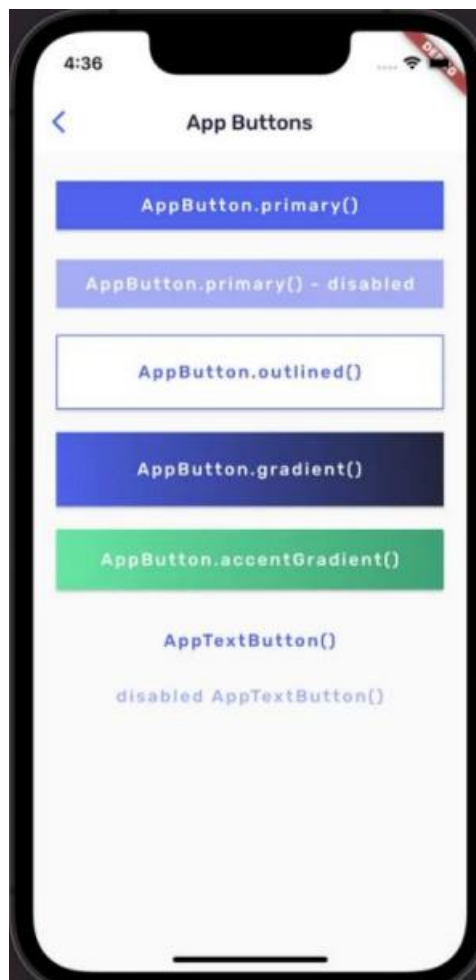 4:36
DEBUG
App Buttons
AppButton.primary()
AppButton.primary() - disabled
AppButton.outlined()
AppButton.gradient()
AppButton.accentGradient()
AppTextButton()
disabled AppTextButton()